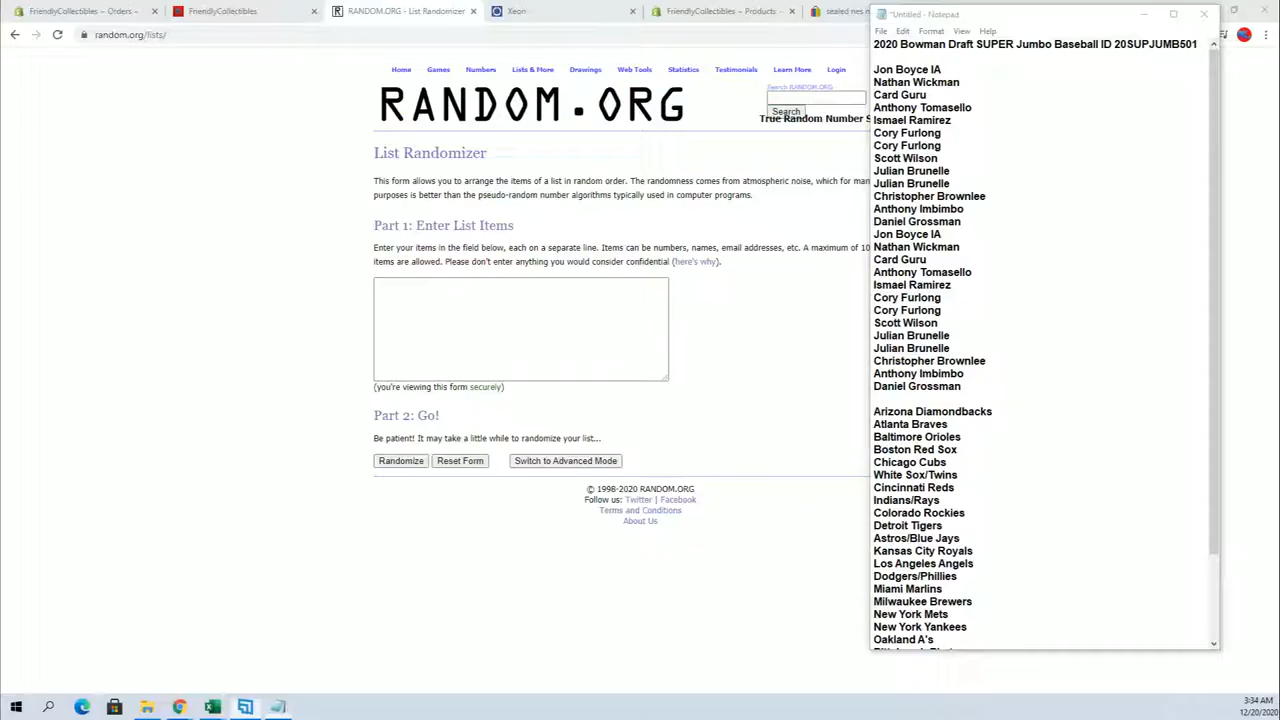 FriendlyCollectibles ~ Orders ~
FriendlyCollectibles
RANDOM.ORG - List Randomizer
Xeon
FriendlyCollectibles ~ Products ~
sealed nes
random.org/lists/
Home Games Numbers Lists & More Drawings Web Tools Statistics Testimonials Learn More Login
RANDOM.ORG
Search RANDOM.ORG
Search
True Random Number S
List Randomizer
This form allows you to arrange the items of a list in random order. The randomness comes from atmospheric noise, which for man
purposes is better than the pseudo-random number algorithms typically used in computer programs.
Part 1: Enter List Items
Enter your items in the field below, each on a separate line. Items can be numbers, names, email addresses, etc. A maximum of 10
items are allowed. Please don't enter anything you would consider confidential (here's why).
(you're viewing this form securely)
Part 2: Go!
Be patient! It may take a little while to randomize your list...
Randomize Reset Form Switch to Advanced Mode
© 1998-2020 RANDOM.ORG
Follow us: Twitter | Facebook
Terms and Conditions
About Us
*Untitled - Notepad
File Edit Format View Help
2020 Bowman Draft SUPER Jumbo Baseball ID 20SUPJUMB501
Jon Boyce IA
Nathan Wickman
Card Guru
Anthony Tomasello
Ismael Ramirez
Cory Furlong
Cory Furlong
Scott Wilson
Julian Brunelle
Julian Brunelle
Christopher Brownlee
Anthony Imbimbo
Daniel Grossman
Jon Boyce IA
Nathan Wickman
Card Guru
Anthony Tomasello
Ismael Ramirez
Cory Furlong
Cory Furlong
Scott Wilson
Julian Brunelle
Julian Brunelle
Christopher Brownlee
Anthony Imbimbo
Daniel Grossman
Arizona Diamondbacks
Atlanta Braves
Baltimore Orioles
Boston Red Sox
Chicago Cubs
White Sox/Twins
Cincinnati Reds
Indians/Rays
Colorado Rockies
Detroit Tigers
Astros/Blue Jays
Kansas City Royals
Los Angeles Angels
Dodgers/Phillies
Miami Marlins
Milwaukee Brewers
New York Mets
New York Yankees
Oakland A's
3:34 AM
12/20/2020